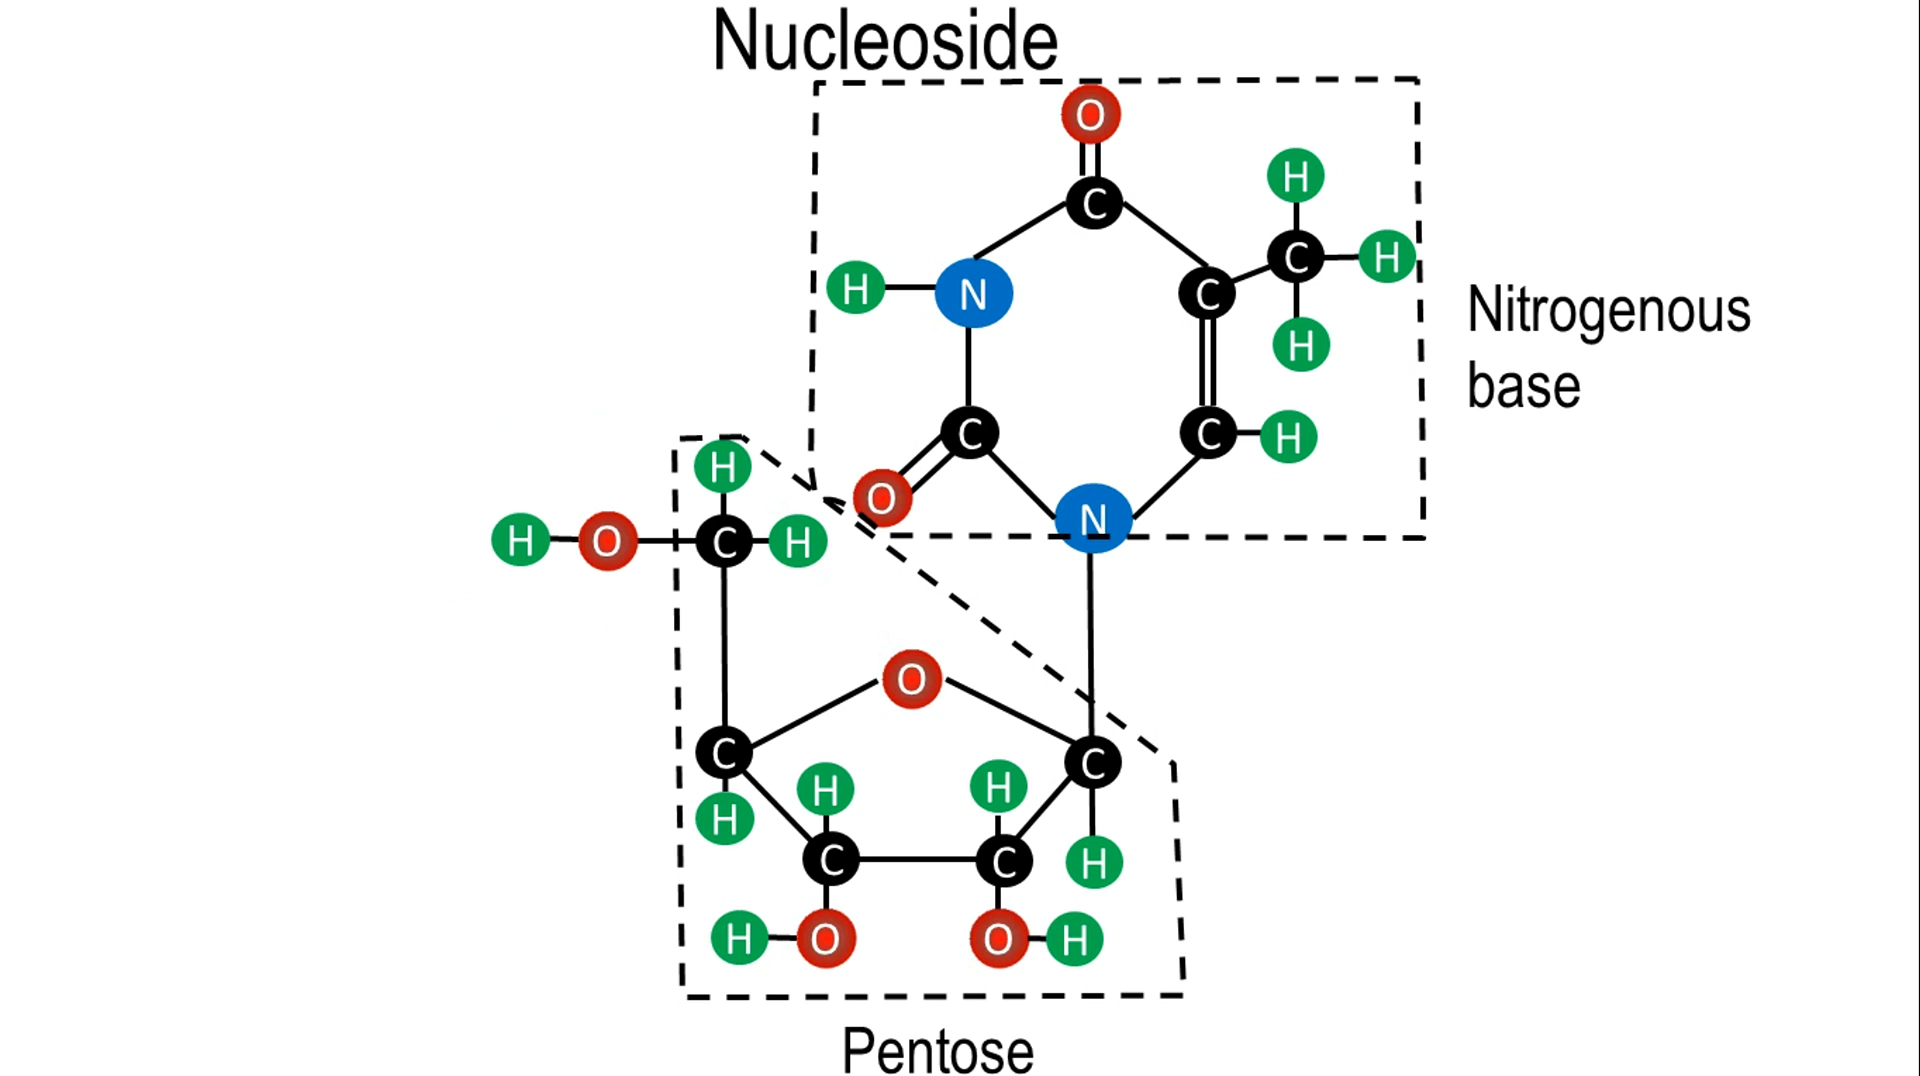 Nucleoside
O
H
C
C H
H N C
H
C C H
H
O
H O C H N
O
C C
H H
H C C H
H O O H
Nitrogenous
base
Pentose